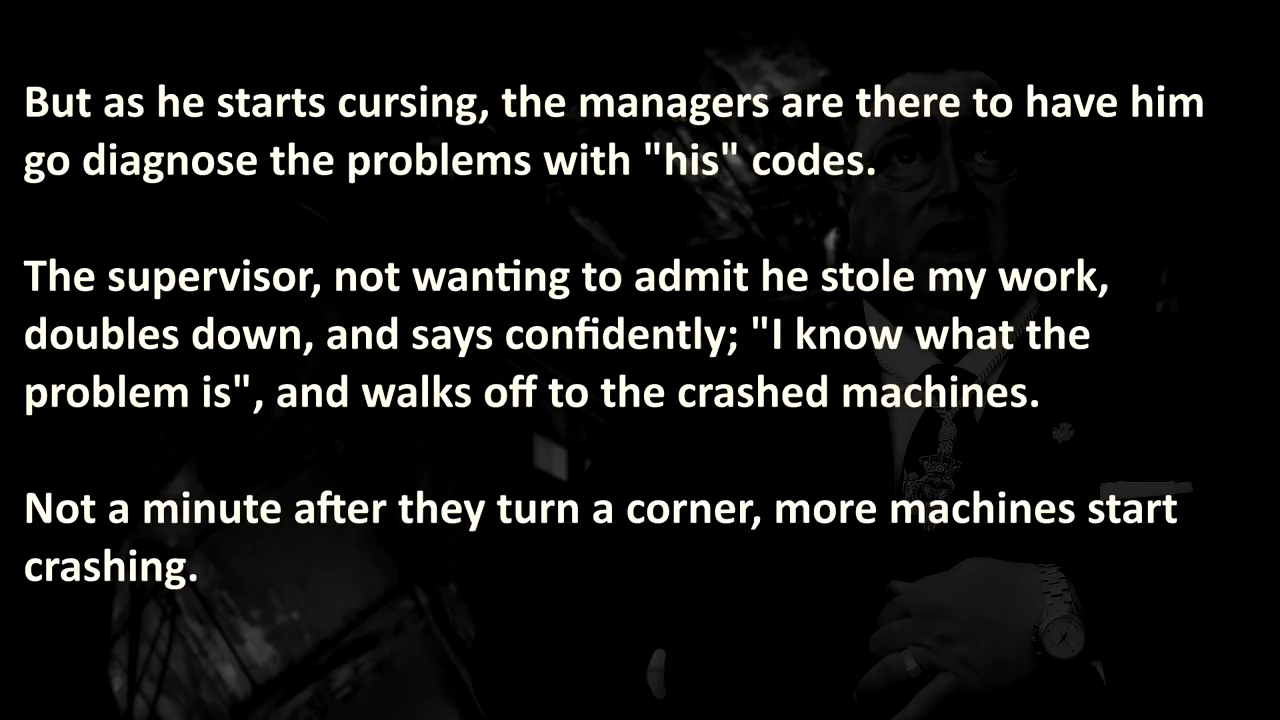 But as he starts cursing, the managers are there to have him
go diagnose the problems with "his" codes.
The supervisor, not wanting to admit he stole my work,
doubles down, and says confidently; "I know what the
problem is", and walks off to the crashed machines.
Not a minute after they turn a corner, more machines start
crashing.